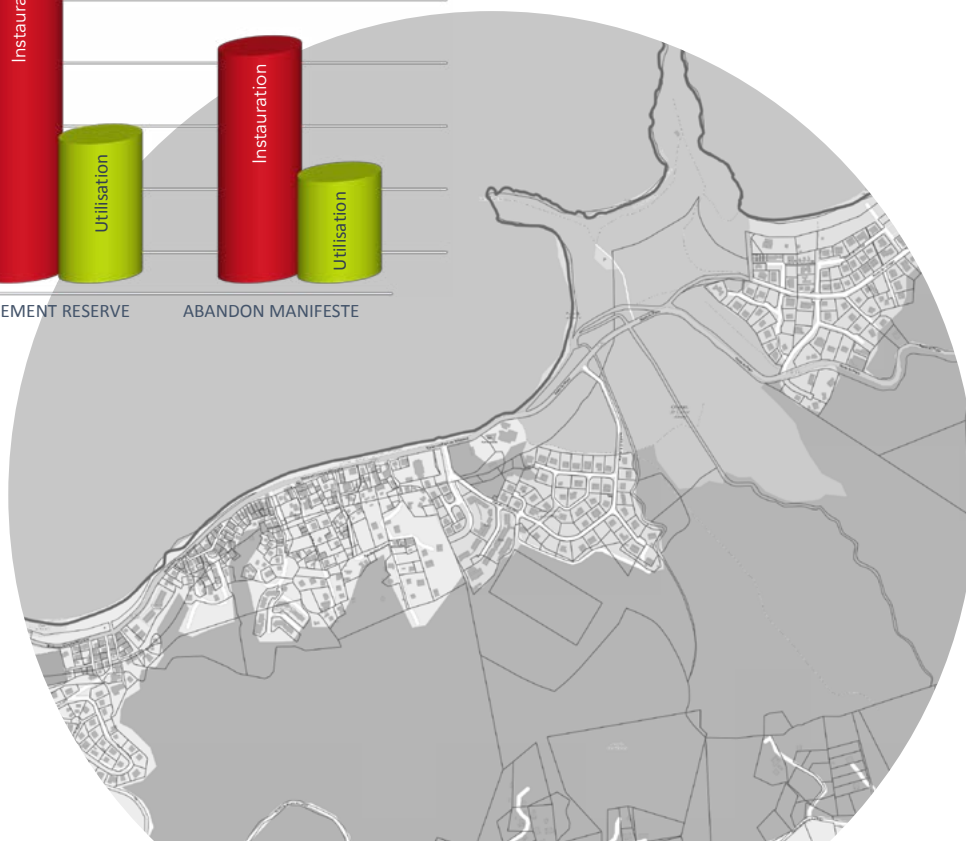 Instaura
Instauration
Utilisation
Utilisation
EMENT RESERVE
ABANDON MANIFESTE